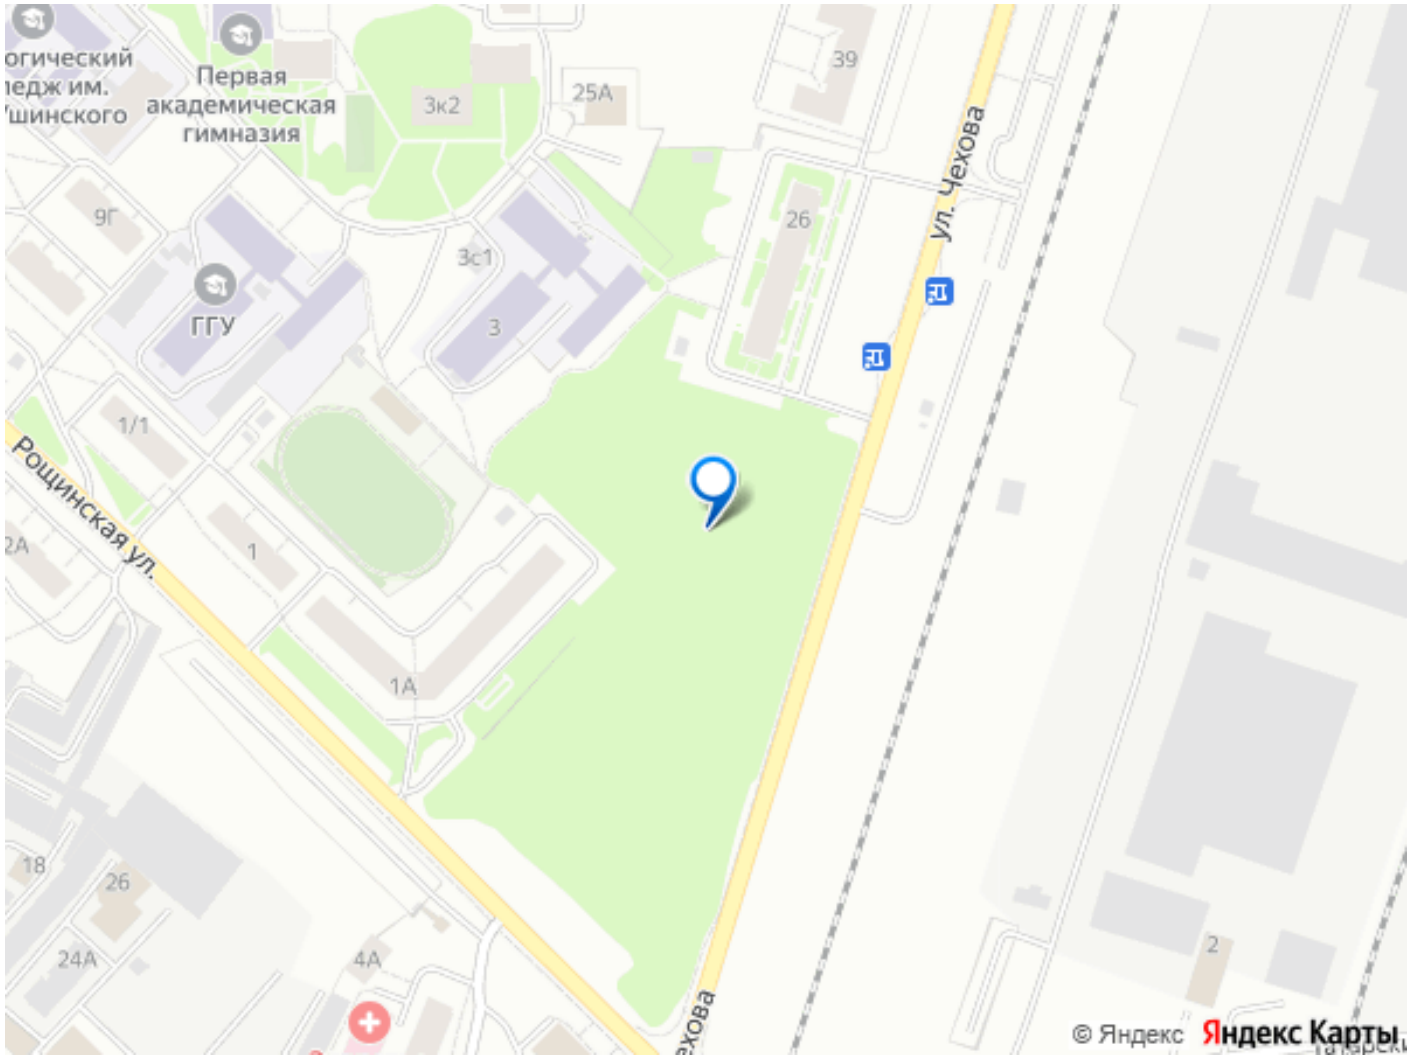 огический
ледж им.
шинского
Первая
академическая
гимназия
3к2
25А
39
ул. Чехова
9Г
26
3с1
ГГУ
3
1/1
Рощинская ул.
2А
1
1А
18
26
24А
4А
2
ехова
© Яндекс
Яндекс Карты